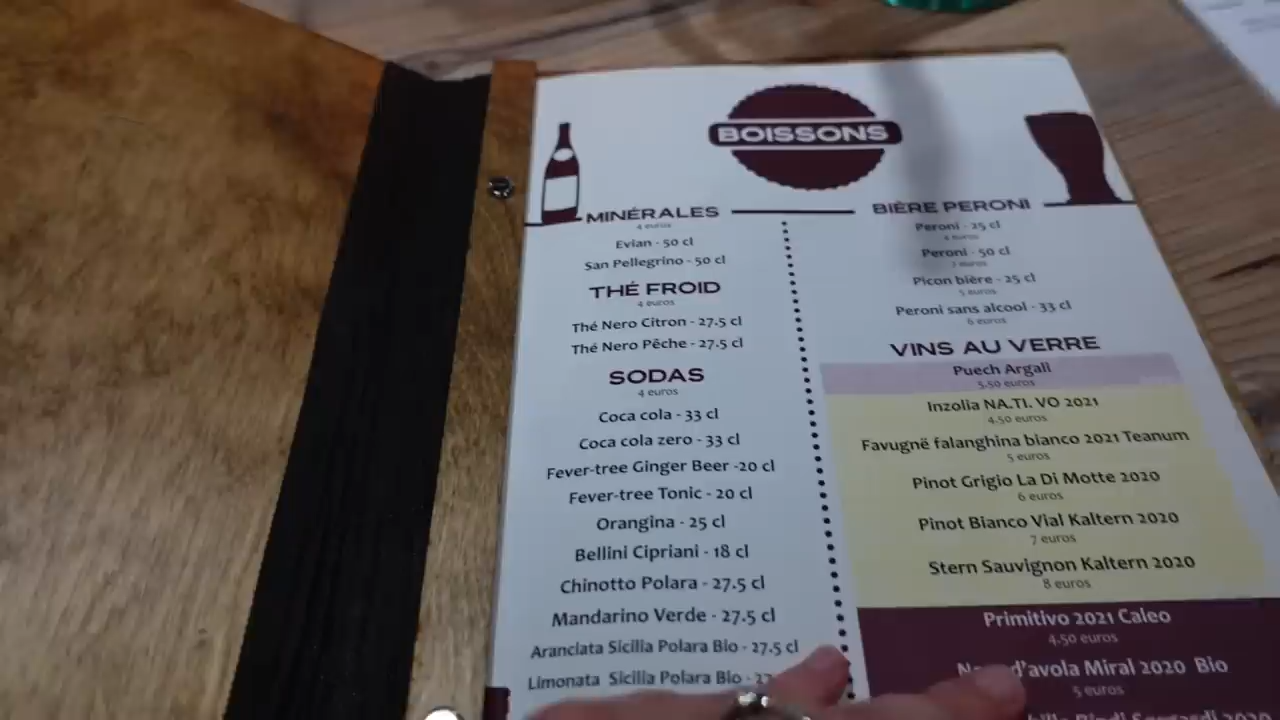 BOISSONS
MINÉRALES
4 euros
Evian - 50 cl
San Pellegrino - 50 cl
THÉ FROID
4 euros
Thé Nero Citron - 27.5 cl
Thé Nero Pêche - 27.5 cl
SODAS
4 euros
Coca cola - 33 cl
Coca cola zero - 33 cl
Fever-tree Ginger Beer -20 cl
Fever-tree Tonic - 20 cl
Orangina - 25 cl
Bellini Cipriani - 18 cl
Chinotto Polara - 27.5 cl
Mandarino Verde - 27.5 cl
Aranciata Sicilia Polara Bio - 27.5 cl
Limonata Sicilia Polara Bio -
BIÈRE PERONI
Peroni - 25 cl
4 euros
Peroni - 50 cl
7 euros
Picon bière - 25 cl
5 euros
Peroni sans alcool - 33 cl
6 euros
VINS AU VERRE
Puech Argali
5.50 euros
Inzolia NA.TI. VO 2021
4.50 euros
Favugnë falanghina bianco 2021 Teanum
5 euros
Pinot Grigio La Di Motte 2020
6 euros
Pinot Bianco Vial Kaltern 2020
7 euros
Stern Sauvignon Kaltern 2020
8 euros
Primitivo 2021 Caleo
4.50 euros
d'avola Miral 2020 Bio
5 euros